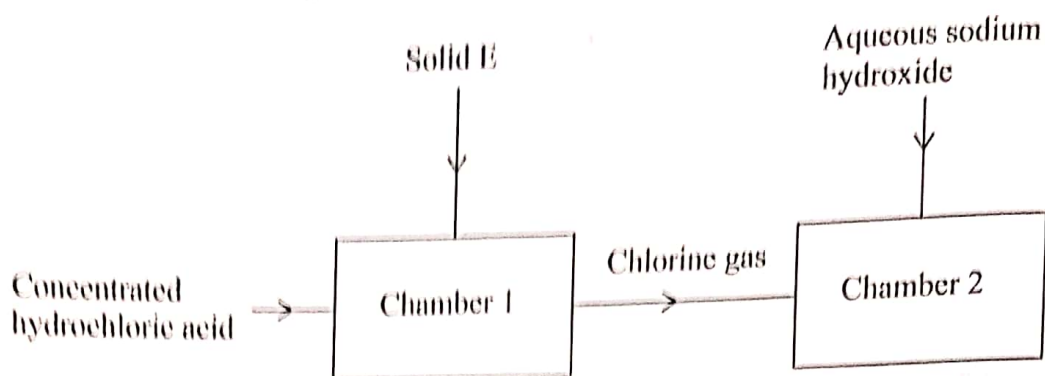 Solid E
Aqueous sodium
hydroxide
Concentrated
hydrochloric acid
Chamber 1
Chlorine gas
Chamber 2